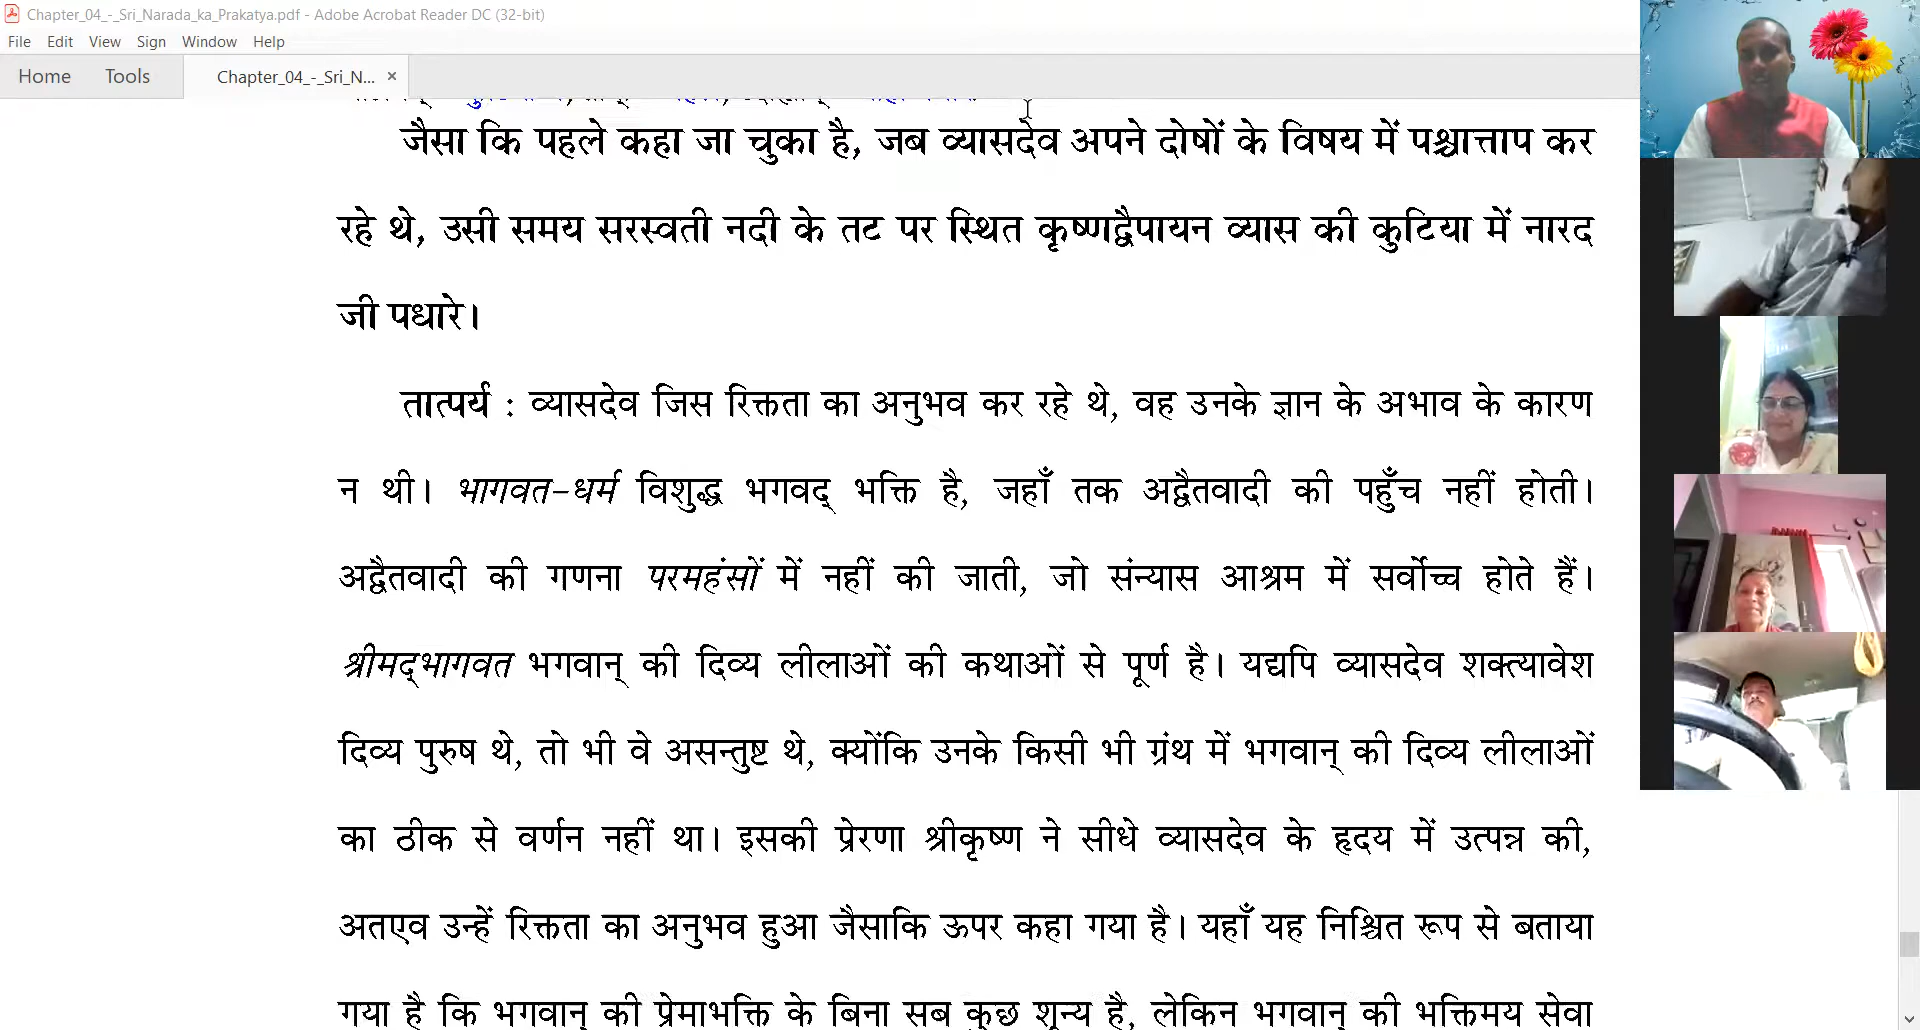 Chapter_04_-_Sri_Narada_ka_Prakatya.pdf - Adobe Acrobat Reader DC (32-bit)
File Edit View Sign Window Help
Home Tools Chapter_04_-_Sri_N... ×
जैसा कि पहले कहा जा चुका है, जब व्यासदेव अपने दोषों के विषय में पश्चात्ताप कर
रहे थे, उसी समय सरस्वती नदी के तट पर स्थित कृष्णद्वैपायन व्यास की कुटिया में नारद
जी पधारे।
तात्पर्य : व्यासदेव जिस रिक्तता का अनुभव कर रहे थे, वह उनके ज्ञान के अभाव के कारण
न थी। भागवत-धर्म विशुद्ध भगवद् भक्ति है, जहाँ तक अद्वैतवादी की पहुँच नहीं होती।
अद्वैतवादी की गणना परमहंसों में नहीं की जाती, जो संन्यास आश्रम में सर्वोच्च होते हैं।
श्रीमद्भागवत भगवान् की दिव्य लीलाओं की कथाओं से पूर्ण है। यद्यपि व्यासदेव शक्त्यावेश
दिव्य पुरुष थे, तो भी वे असन्तुष्ट थे, क्योंकि उनके किसी भी ग्रंथ में भगवान् की दिव्य लीलाओं
का ठीक से वर्णन नहीं था। इसकी प्रेरणा श्रीकृष्ण ने सीधे व्यासदेव के हृदय में उत्पन्न की,
अतएव उन्हें रिक्तता का अनुभव हुआ जैसाकि ऊपर कहा गया है। यहाँ यह निश्चित रूप से बताया
गया है कि भगवान् की प्रेमाभक्ति के बिना सब कुछ शून्य है, लेकिन भगवान् की भक्तिमय सेवा